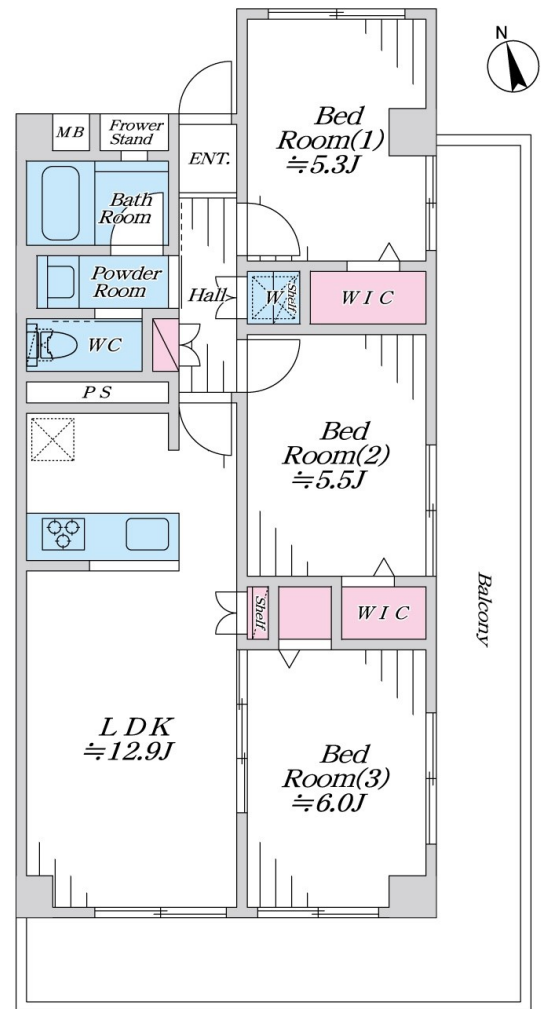 N
MB
Frower
Stand
ENT.
Bed
Room(1)
≒5.3J
Bath
Room
Powder
Room
Hall
W
Shelf
WIC
WC
PS
Bed
Room(2)
≒5.5J
Balcony
Shelf
WIC
LDK
≒12.9J
Bed
Room(3)
≒6.0J